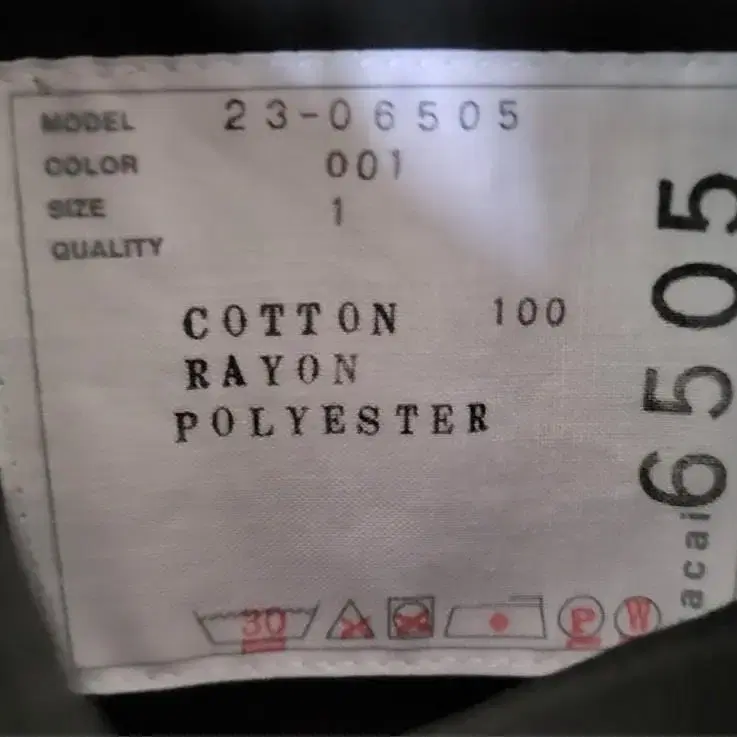 MODEL 23-06505
COLOR 001
SIZE 1
QUALITY
COTTON 100
RAYON
POLYESTER
30
P
W
acai 6505